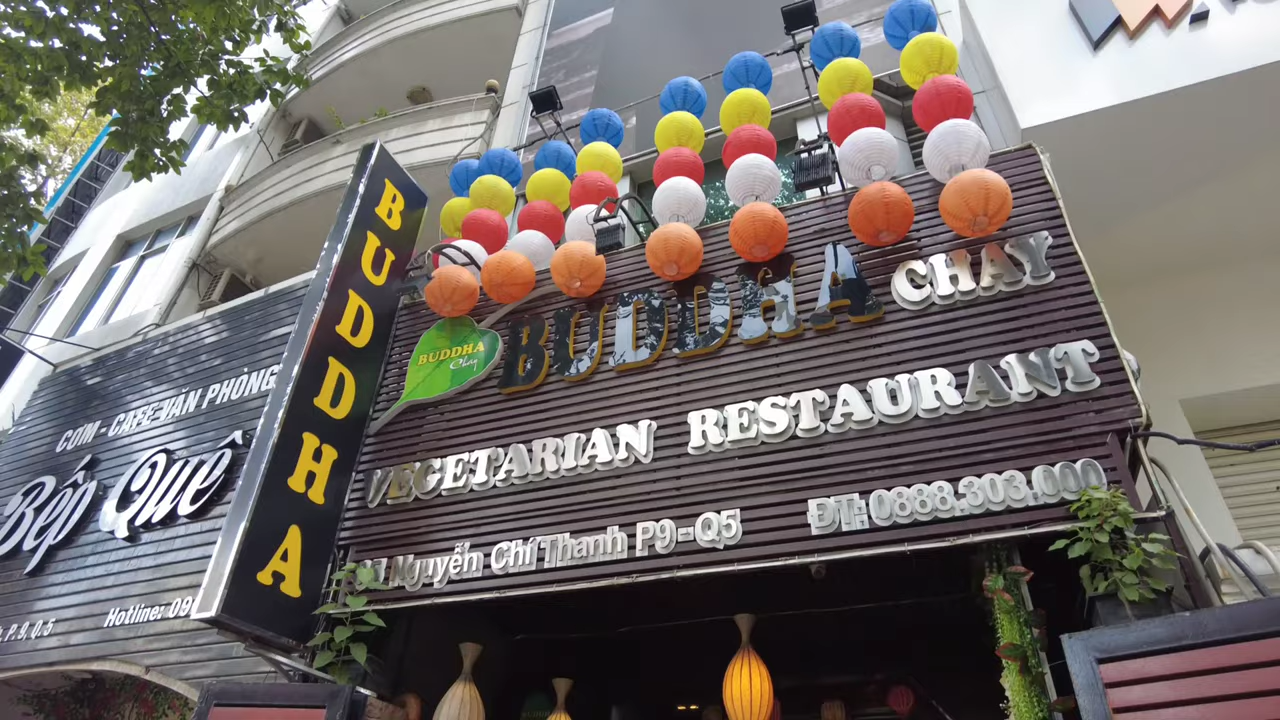 CƠM - CAFE VĂN PHÒNG
Bếp Quê
Hotline: 09
P. 9, Q.5
BUDDHA
BUDDHA
Chay
BUDDHA CHAY
VEGETARIAN RESTAURANT
Nguyễn Chí Thanh P9-Q5
ĐT: 0888.303.000